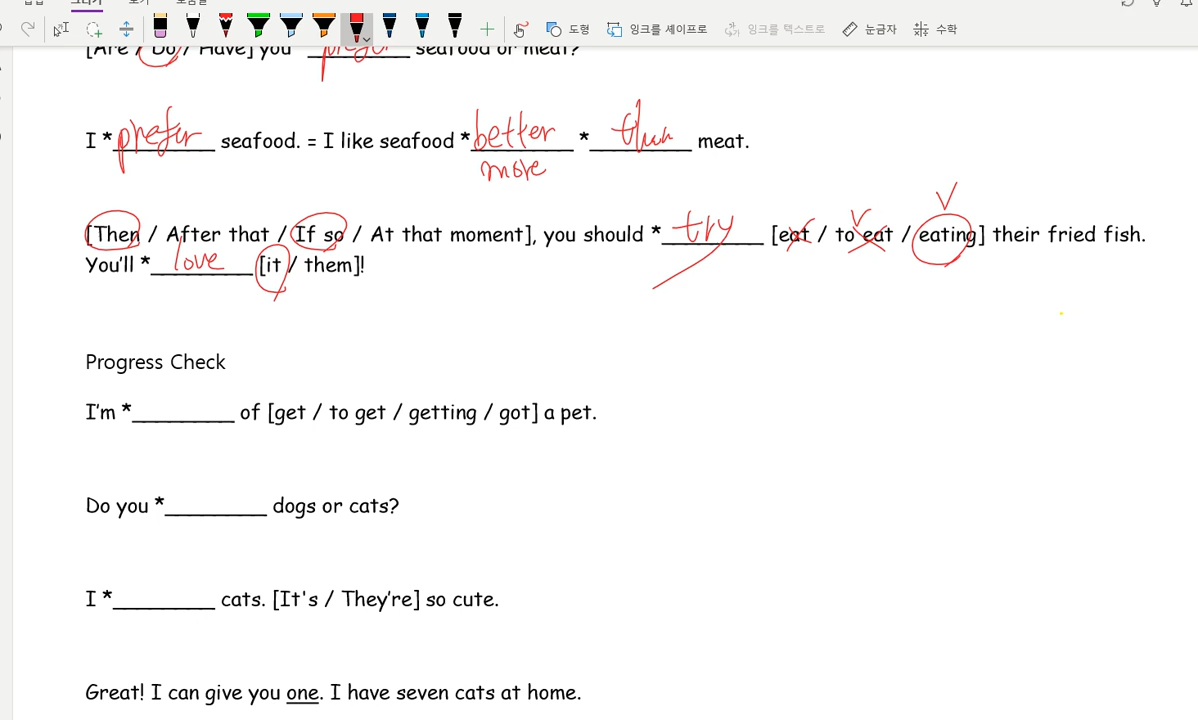 도형 잉크를 셰이프로 잉크를 텍스트로 눈금자 수학
[Are / Do / Have] you prefer seafood or meat?
I *prefer seafood. = I like seafood *better *than meat.
more
[Then / After that / If so / At that moment], you should *try [eat / to eat / eating] their fried fish.
You'll *love [it / them]!
Progress Check
I'm *_________ of [get / to get / getting / got] a pet.
Do you *_________ dogs or cats?
I *_________ cats. [It's / They're] so cute.
Great! I can give you one. I have seven cats at home.